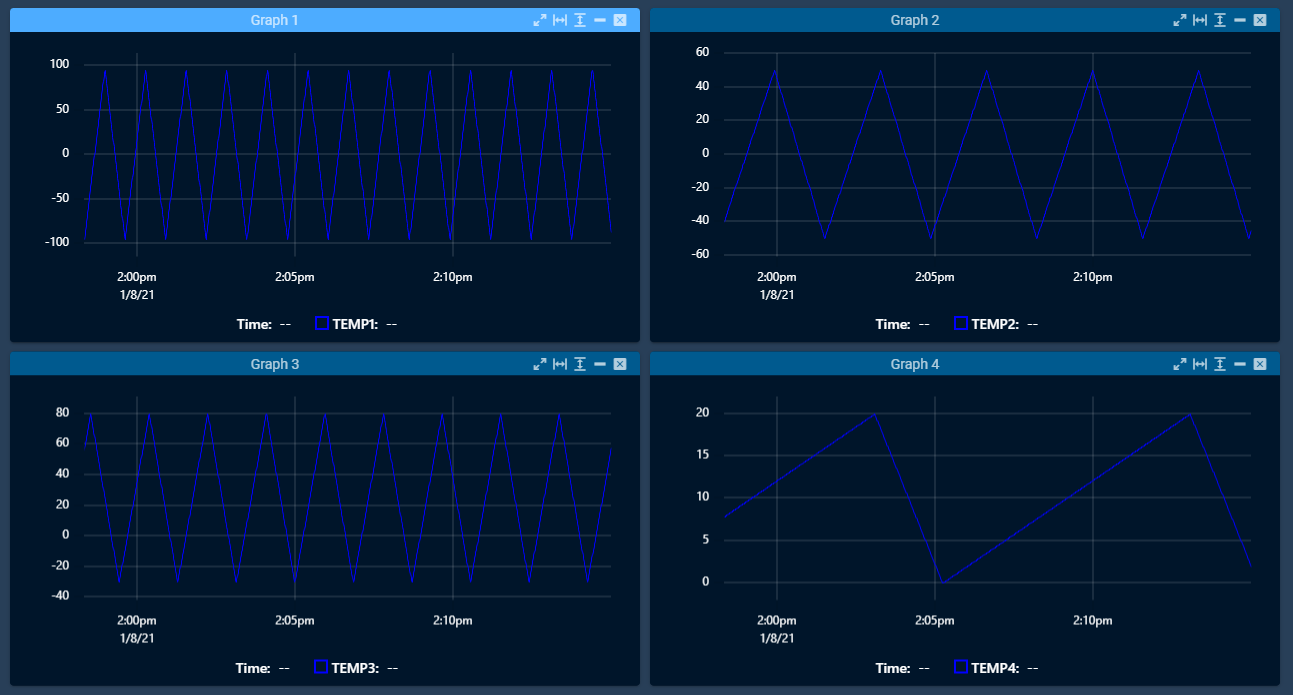 Graph 1
100
50
0
-50
-100
2:00pm 2:05pm 2:10pm
1/8/21
Time: -- TEMP1: --
Graph 2
60
40
20
0
-20
-40
-60
2:00pm 2:05pm 2:10pm
1/8/21
Time: -- TEMP2: --
Graph 3
80
60
40
20
0
-20
-40
2:00pm 2:05pm 2:10pm
1/8/21
Time: -- TEMP3: --
Graph 4
20
15
10
5
0
2:00pm 2:05pm 2:10pm
1/8/21
Time: -- TEMP4: --